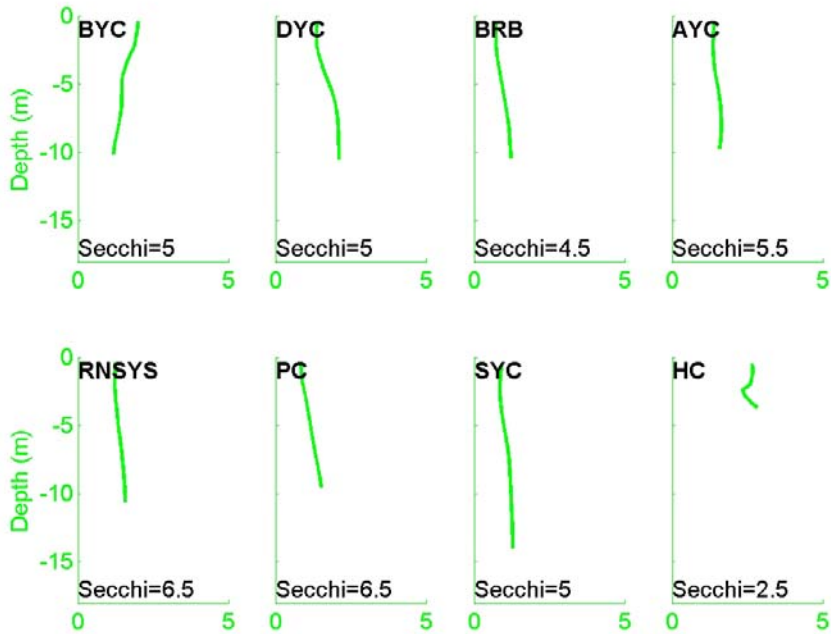 0 BYC DYC BRB AYC
-5
Depth (m)
-10
-15
Secchi=5 Secchi=5 Secchi=4.5 Secchi=5.5
0 5 0 5 0 5 0 5
0 RNSYS PC SYC HC
-5
Depth (m)
-10
-15
Secchi=6.5 Secchi=6.5 Secchi=5 Secchi=2.5
0 5 0 5 0 5 0 5